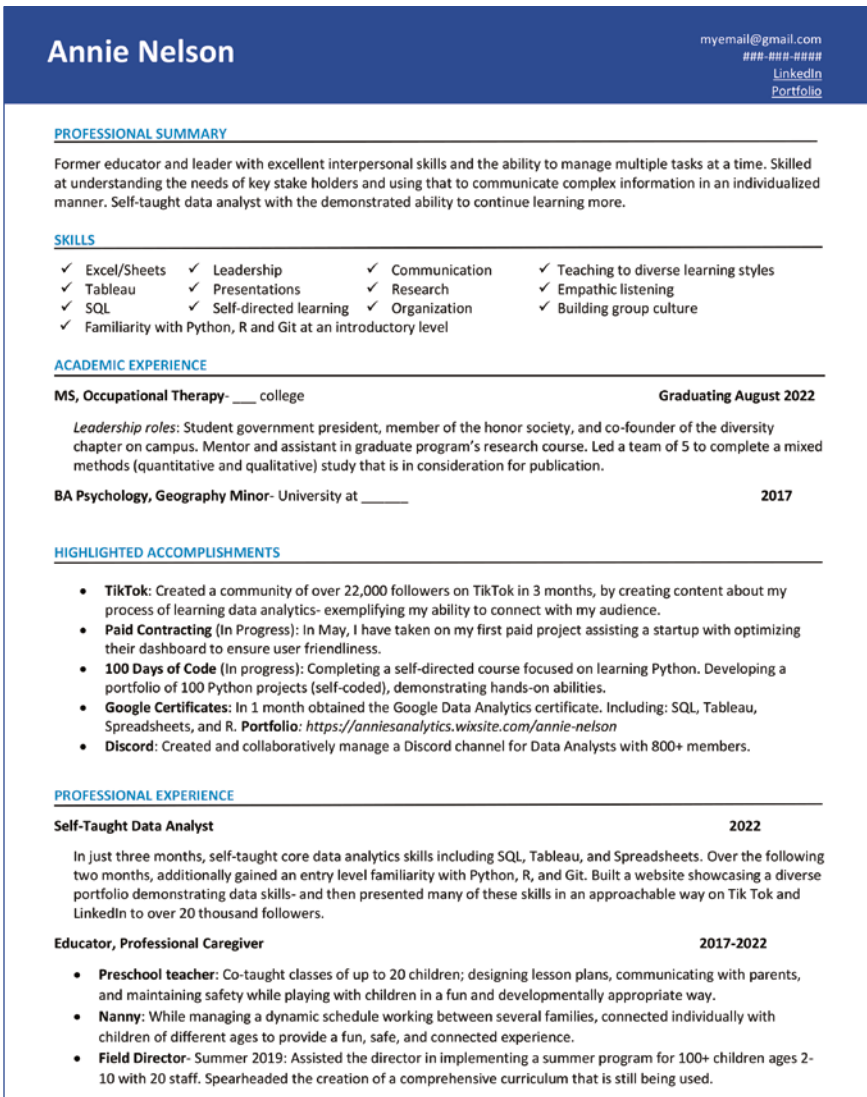 Annie Nelson
myemail@gmail.com
###-###-####
LinkedIn
Portfolio
PROFESSIONAL SUMMARY
Former educator and leader with excellent interpersonal skills and the ability to manage multiple tasks at a time. Skilled
at understanding the needs of key stake holders and using that to communicate complex information in an individualized
manner. Self-taught data analyst with the demonstrated ability to continue learning more.
SKILLS
✓ Excel/Sheets ✓ Leadership ✓ Communication ✓ Teaching to diverse learning styles
✓ Tableau ✓ Presentations ✓ Research ✓ Empathic listening
✓ SQL ✓ Self-directed learning ✓ Organization ✓ Building group culture
✓ Familiarity with Python, R and Git at an introductory level
ACADEMIC EXPERIENCE
MS, Occupational Therapy- ___ college Graduating August 2022
Leadership roles: Student government president, member of the honor society, and co-founder of the diversity
chapter on campus. Mentor and assistant in graduate program's research course. Led a team of 5 to complete a mixed
methods (quantitative and qualitative) study that is in consideration for publication.
BA Psychology, Geography Minor- University at ______ 2017
HIGHLIGHTED ACCOMPLISHMENTS
• TikTok: Created a community of over 22,000 followers on TikTok in 3 months, by creating content about my
process of learning data analytics- exemplifying my ability to connect with my audience.
• Paid Contracting (In Progress): In May, I have taken on my first paid project assisting a startup with optimizing
their dashboard to ensure user friendliness.
• 100 Days of Code (In progress): Completing a self-directed course focused on learning Python. Developing a
portfolio of 100 Python projects (self-coded), demonstrating hands-on abilities.
• Google Certificates: In 1 month obtained the Google Data Analytics certificate. Including: SQL, Tableau,
Spreadsheets, and R. Portfolio: https://anniesanalytics.wixsite.com/annie-nelson
• Discord: Created and collaboratively manage a Discord channel for Data Analysts with 800+ members.
PROFESSIONAL EXPERIENCE
Self-Taught Data Analyst 2022
In just three months, self-taught core data analytics skills including SQL, Tableau, and Spreadsheets. Over the following
two months, additionally gained an entry level familiarity with Python, R, and Git. Built a website showcasing a diverse
portfolio demonstrating data skills- and then presented many of these skills in an approachable way on Tik Tok and
LinkedIn to over 20 thousand followers.
Educator, Professional Caregiver 2017-2022
• Preschool teacher: Co-taught classes of up to 20 children; designing lesson plans, communicating with parents,
and maintaining safety while playing with children in a fun and developmentally appropriate way.
• Nanny: While managing a dynamic schedule working between several families, connected individually with
children of different ages to provide a fun, safe, and connected experience.
• Field Director- Summer 2019: Assisted the director in implementing a summer program for 100+ children ages 2-
10 with 20 staff. Spearheaded the creation of a comprehensive curriculum that is still being used.